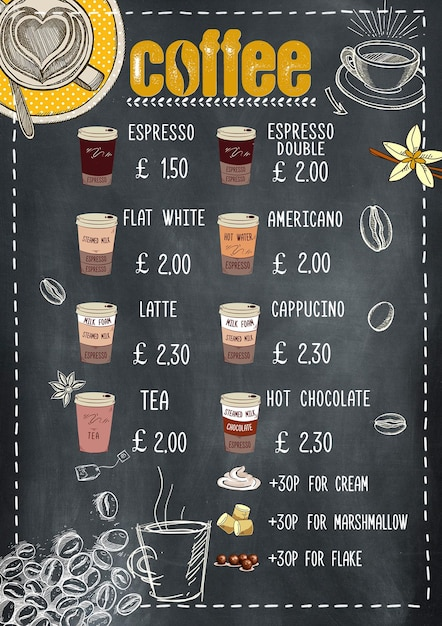 coffee
ESPRESSO
£ 1.50
ESPRESSO
ESPRESSO
DOUBLE
£ 2.00
ESPRESSO
FLAT WHITE
£ 2.00
STEAMED MILK
ESPRESSO
AMERICANO
£ 2.00
HOT WATER
ESPRESSO
LATTE
£ 2.30
MILK FOAM
STEAMED MILK
ESPRESSO
CAPPUCINO
£ 2.30
MILK FOAM
STEAMED MILK
ESPRESSO
TEA
£ 2.00
TEA
HOT CHOCOLATE
£ 2.30
STEAMED MILK
CHOCOLATE
ESPRESSO
+30P FOR CREAM
+30P FOR MARSHMALLOW
+30P FOR FLAKE